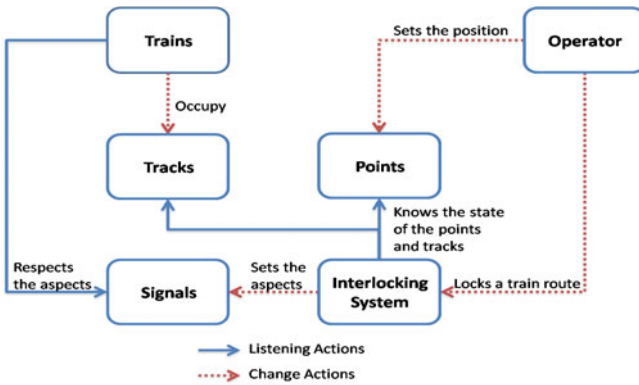 Trains
Sets the position
Operator
Occupy
Tracks
Points
Knows the state
of the points
and tracks
Respects
the aspects
Signals
Sets the
aspects
Interlocking
System
Locks a train route
Listening Actions
Change Actions